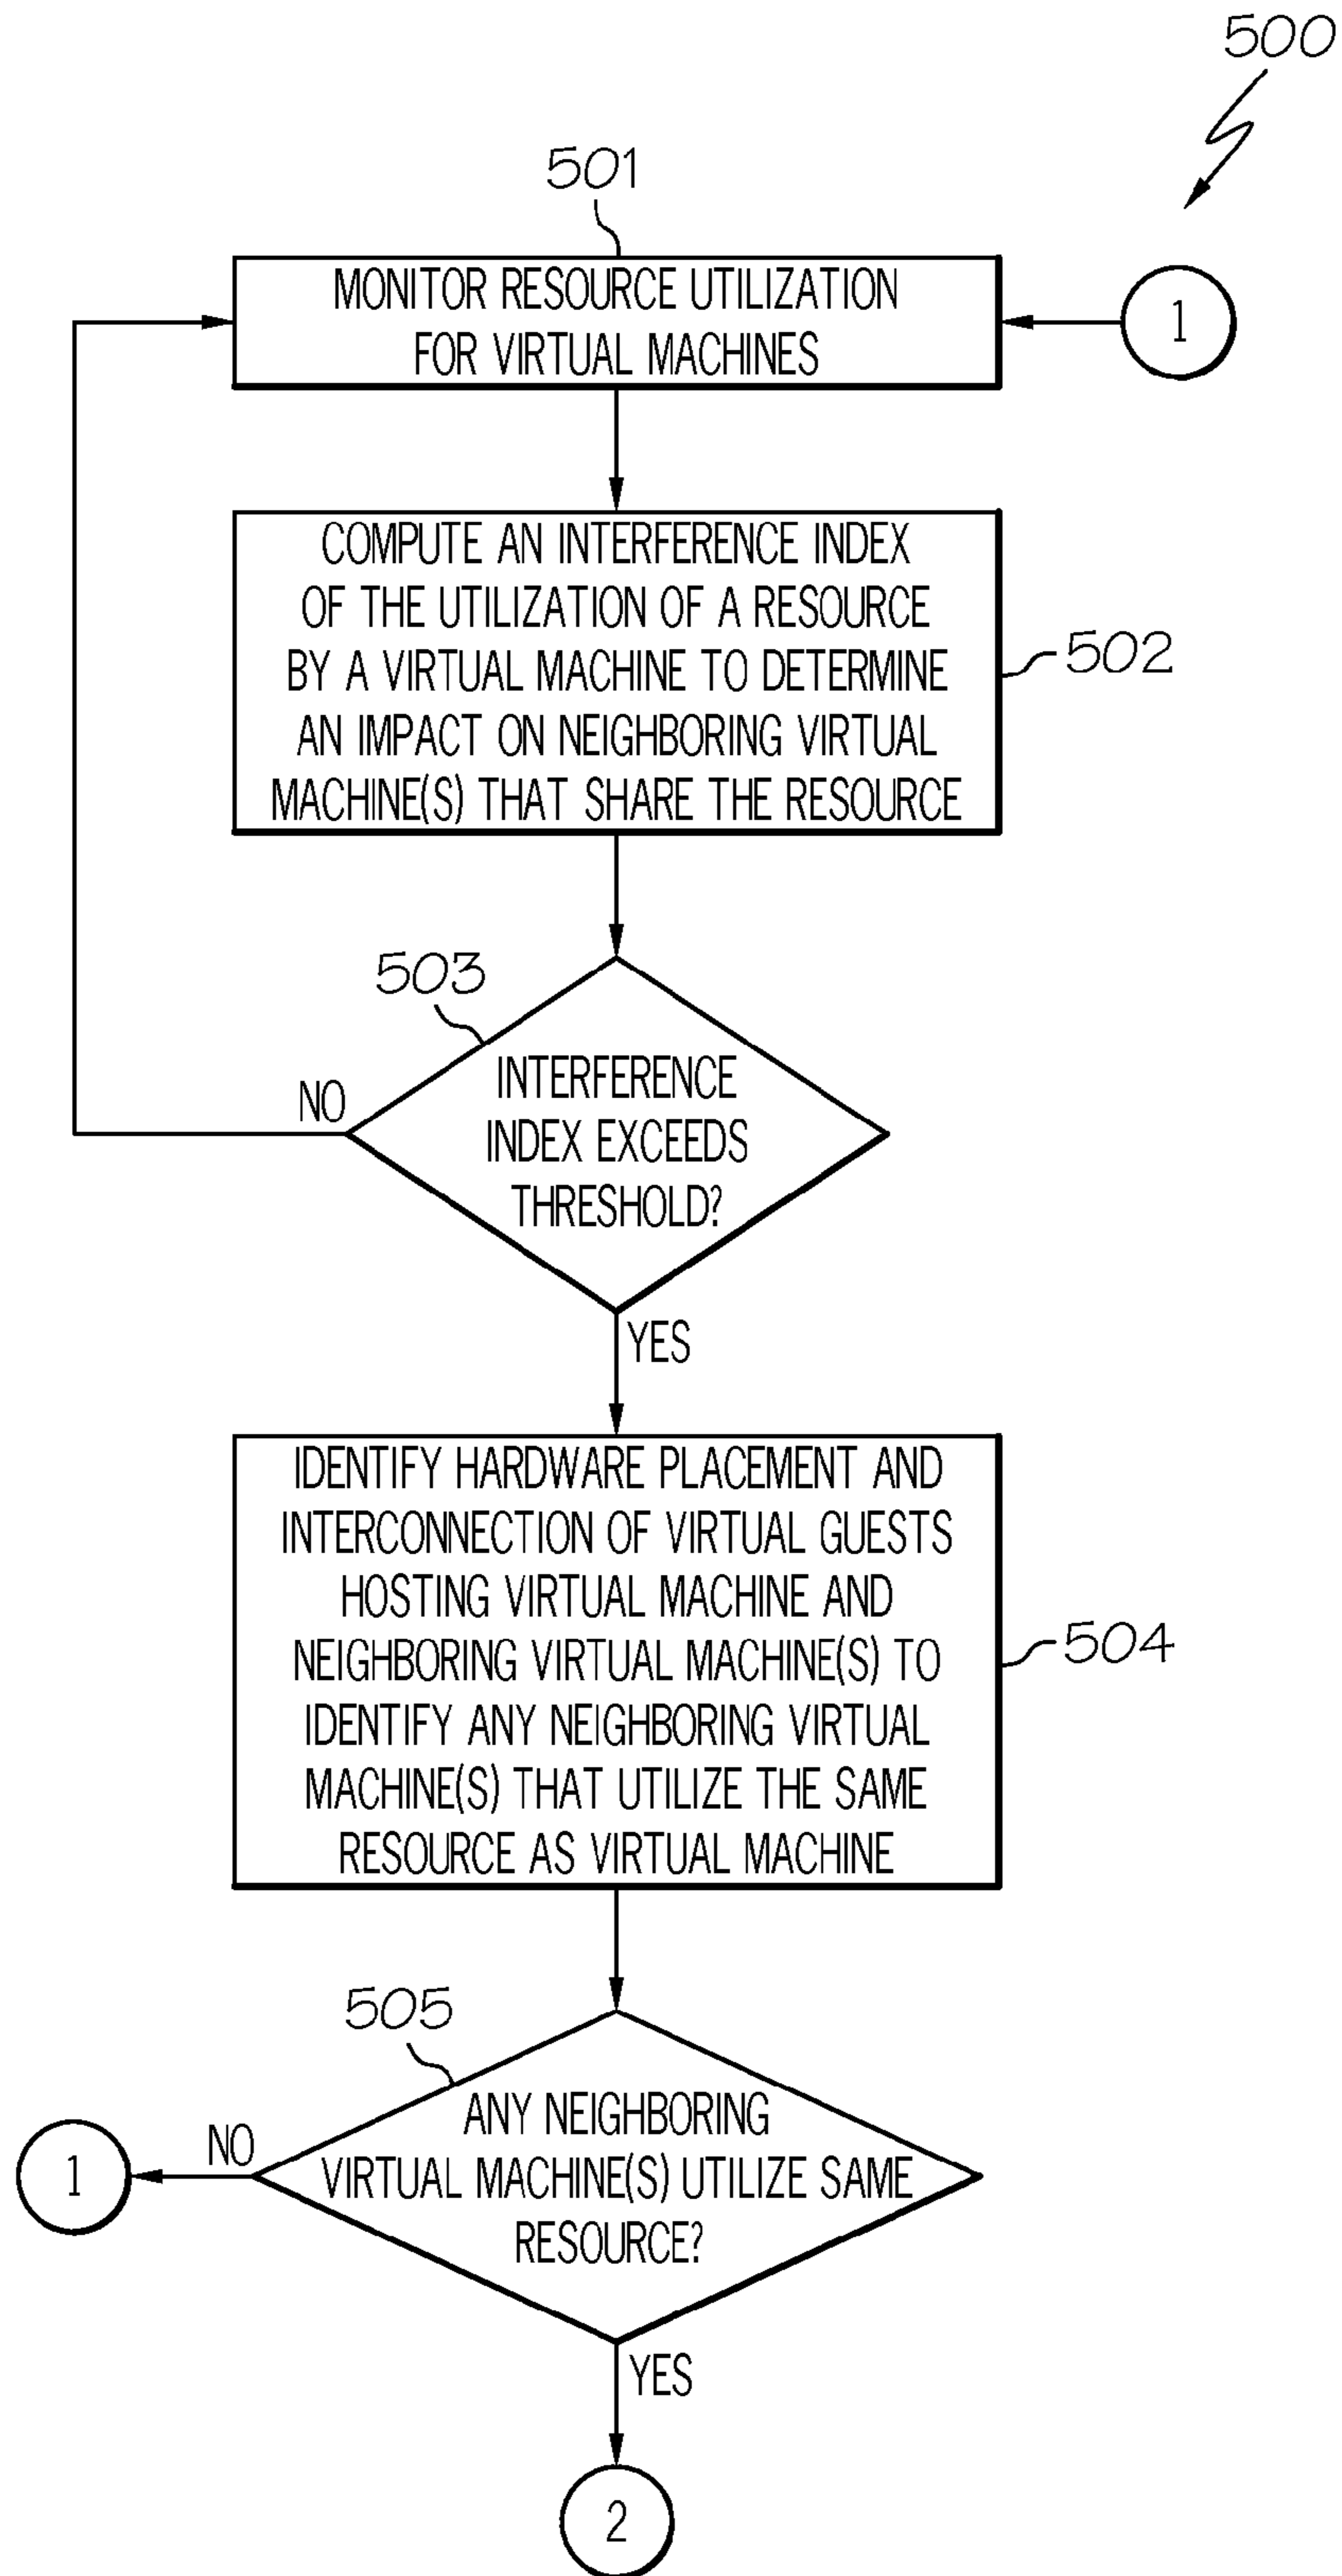 500
501
MONITOR RESOURCE UTILIZATION
FOR VIRTUAL MACHINES
1
COMPUTE AN INTERFERENCE INDEX
OF THE UTILIZATION OF A RESOURCE
BY A VIRTUAL MACHINE TO DETERMINE
AN IMPACT ON NEIGHBORING VIRTUAL
MACHINE(S) THAT SHARE THE RESOURCE
502
503
INTERFERENCE
INDEX EXCEEDS
THRESHOLD?
NO
YES
IDENTIFY HARDWARE PLACEMENT AND
INTERCONNECTION OF VIRTUAL GUESTS
HOSTING VIRTUAL MACHINE AND
NEIGHBORING VIRTUAL MACHINE(S) TO
IDENTIFY ANY NEIGHBORING VIRTUAL
MACHINE(S) THAT UTILIZE THE SAME
RESOURCE AS VIRTUAL MACHINE
504
505
ANY NEIGHBORING
VIRTUAL MACHINE(S) UTILIZE SAME
RESOURCE?
NO
1
YES
2